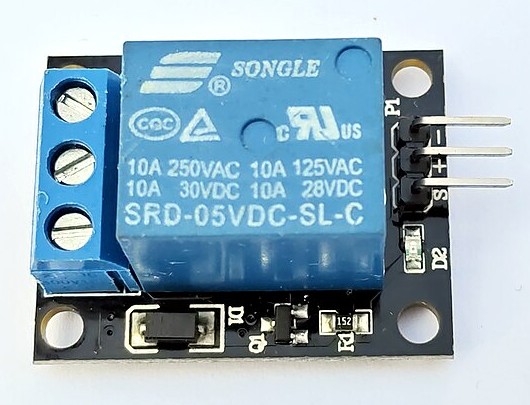 SONGLE
®
CQC
C UR US
10A 250VAC 10A 125VAC
10A 30VDC 10A 28VDC
SRD-05VDC-SL-C
P1
-
+
S
D2
Q1
152
R1